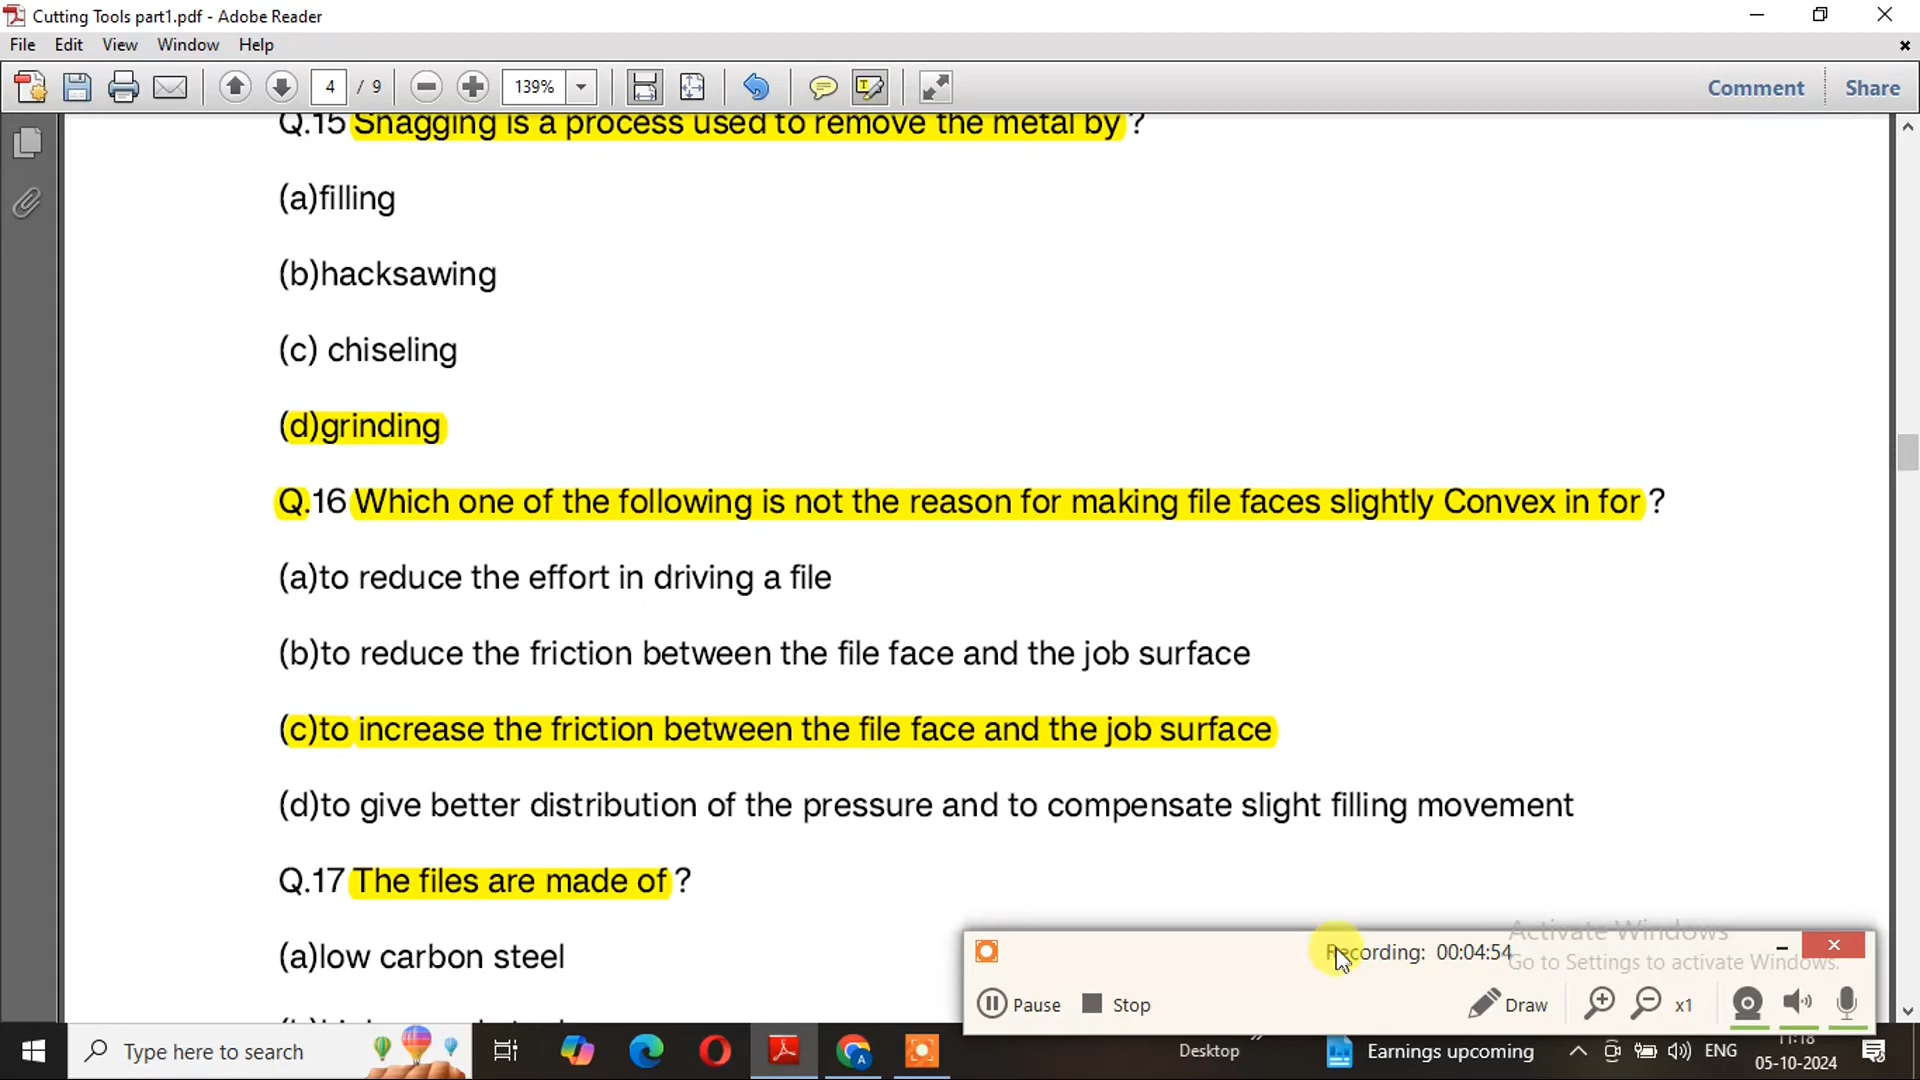 Cutting Tools part1.pdf - Adobe Reader
File Edit View Window Help
4 / 9 139% Comment Share
Q.15 Snagging is a process used to remove the metal by ?
(a)filling
(b)hacksawing
(c) chiseling
(d)grinding
Q.16 Which one of the following is not the reason for making file faces slightly Convex in for ?
(a)to reduce the effort in driving a file
(b)to reduce the friction between the file face and the job surface
(c)to increase the friction between the file face and the job surface
(d)to give better distribution of the pressure and to compensate slight filling movement
Q.17 The files are made of ?
(a)low carbon steel
Activate Windows
Recording: 00:04:54
Go to Settings to activate Windows.
Pause Stop Draw x1
Type here to search Desktop Earnings upcoming ENG 11:18
05-10-2024